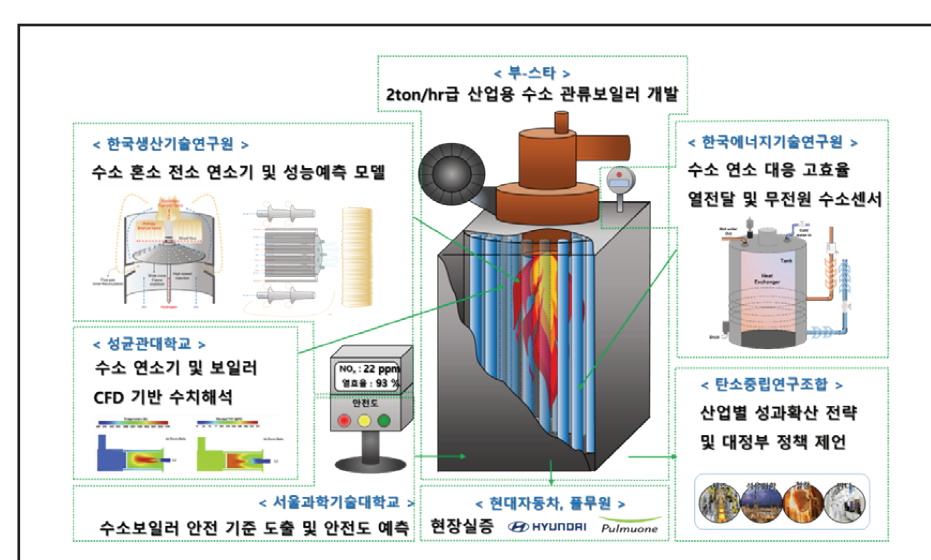 < 부-스타 >
2ton/hr급 산업용 수소 관류보일러 개발
< 한국생산기술연구원 >
수소 혼소 전소 연소기 및 성능예측 모델
< 한국에너지기술연구원 >
수소 연소 대응 고효율
열전달 및 무전원 수소센서
Hot water
Out
Cold
water in
Tank
Heat
Exchanger
< 성균관대학교 >
수소 연소기 및 보일러
CFD 기반 수치해석
NOx : 22 ppm
열효율 : 93 %
안전도
< 탄소중립연구조합 >
산업별 성과확산 전략
및 대정부 정책 제언
< 서울과학기술대학교 >
수소보일러 안전 기준 도출 및 안전도 예측
< 현대자동차, 풀무원 >
현장실증 HYUNDAI Pulmuone